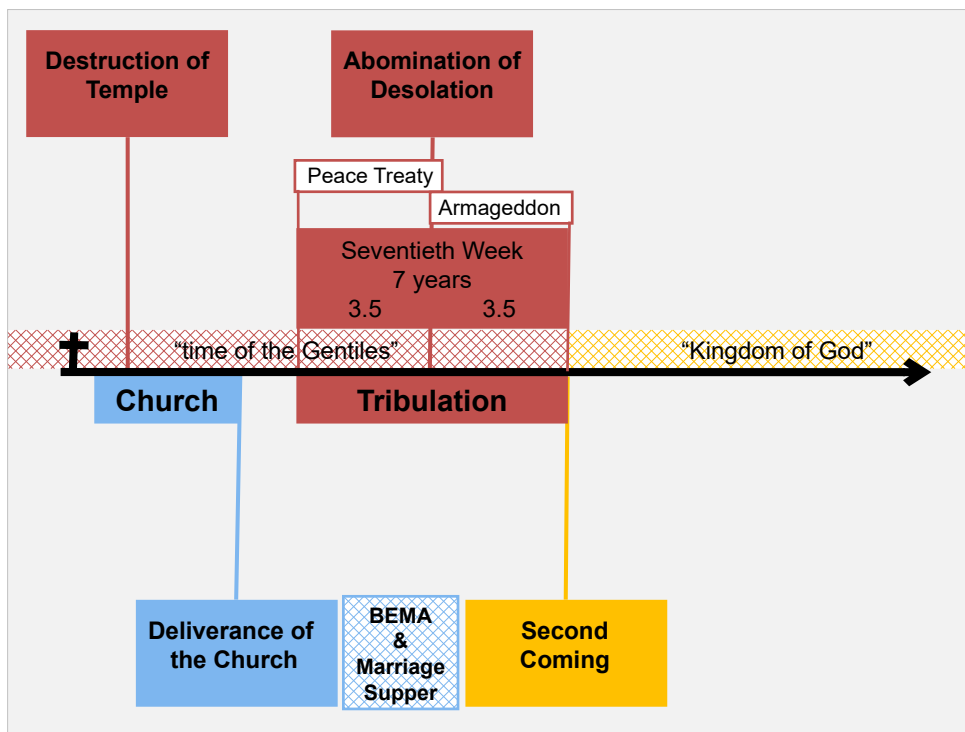 Destruction of
Temple
Abomination of
Desolation
Peace Treaty
Armageddon
Seventieth Week
7 years
3.5 3.5
“time of the Gentiles”
“Kingdom of God”
Church
Tribulation
Deliverance of
the Church
BEMA
&
Marriage
Supper
Second
Coming